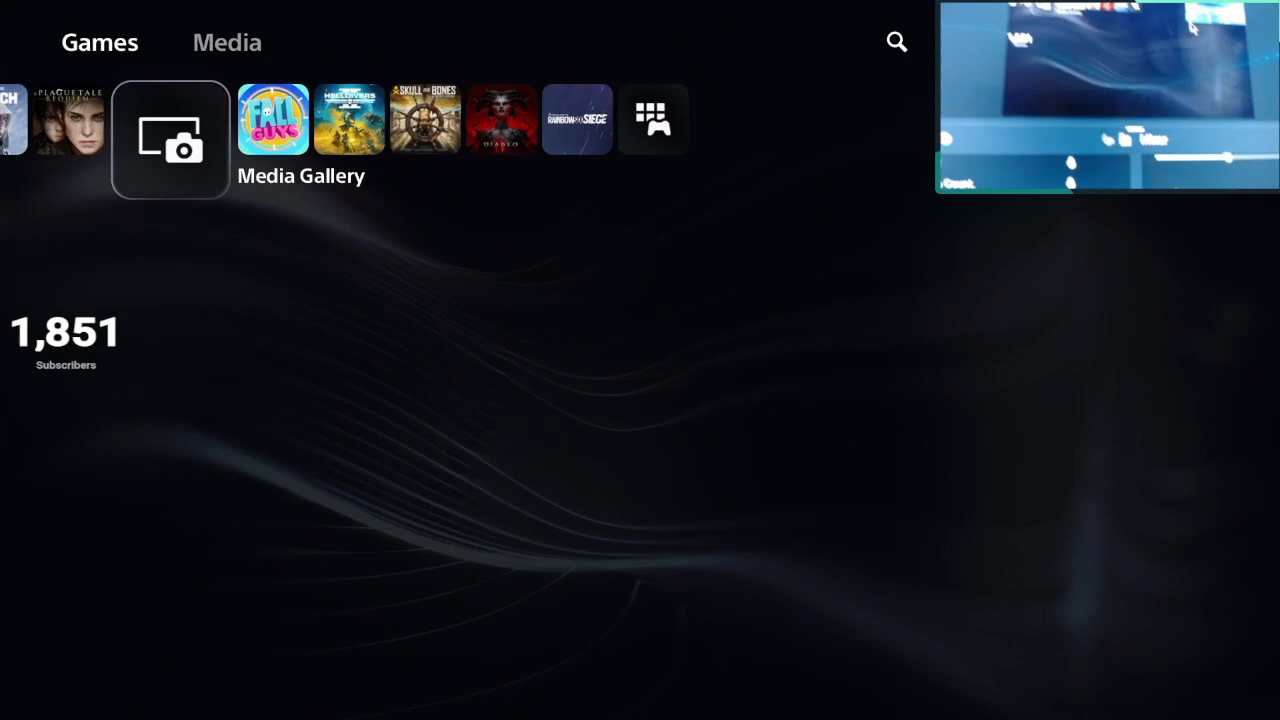 Games
Media
CH
A PLAGUE TALE
REQUIEM
FALL
GUYS
HELLDIVERS
SKULL AND BONES
DIABLO
RAINBOW SIEGE
Media Gallery
1,851
Subscribers
Count.